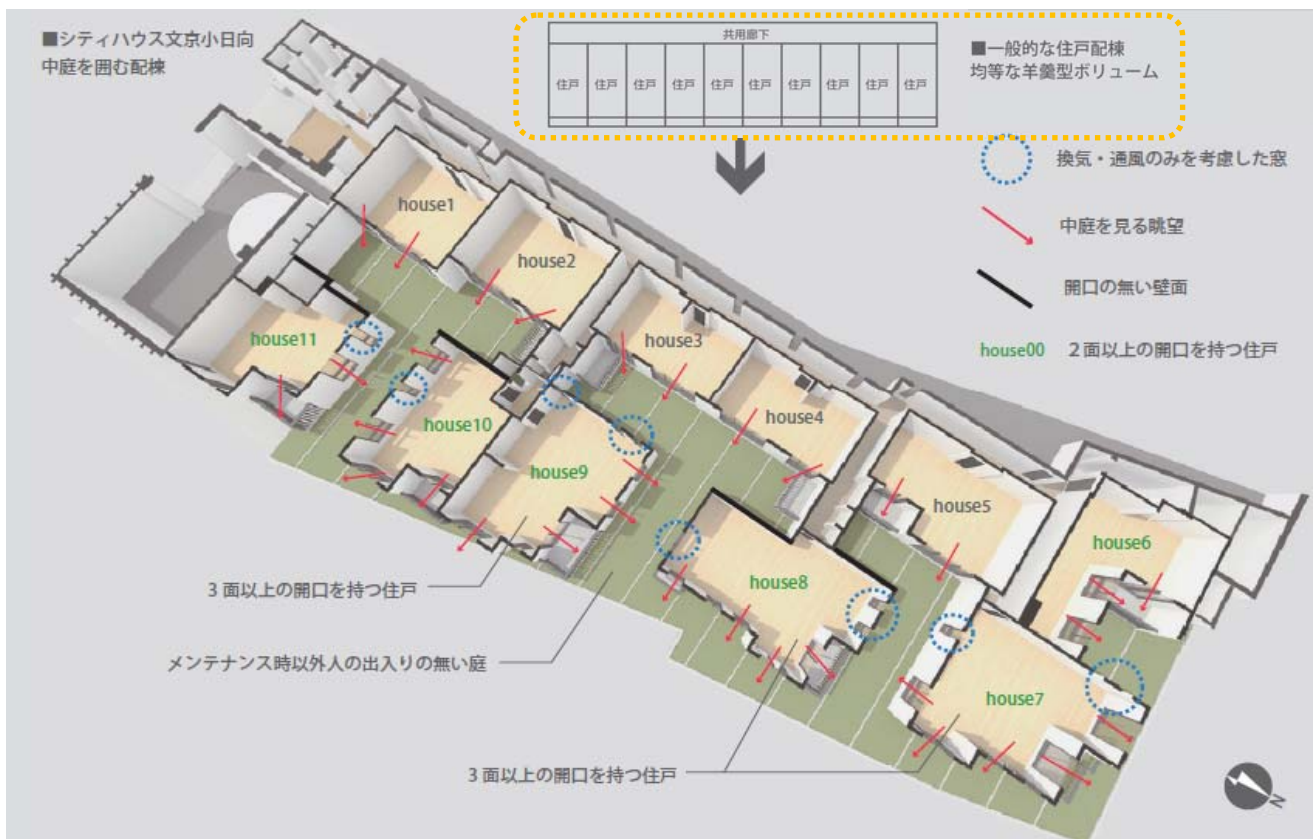 ■シティハウス文京小日向
中庭を囲む配棟
共用廊下
住戸 住戸 住戸 住戸 住戸 住戸 住戸 住戸 住戸 住戸
■一般的な住戸配棟
均等な羊羹型ボリューム
換気・通風のみを考慮した窓
中庭を見る眺望
開口の無い壁面
house00 2面以上の開口を持つ住戸
house1
house2
house3
house4
house5
house6
house11
house10
house9
house8
house7
3面以上の開口を持つ住戸
メンテナンス時以外人の出入りの無い庭
3面以上の開口を持つ住戸
N